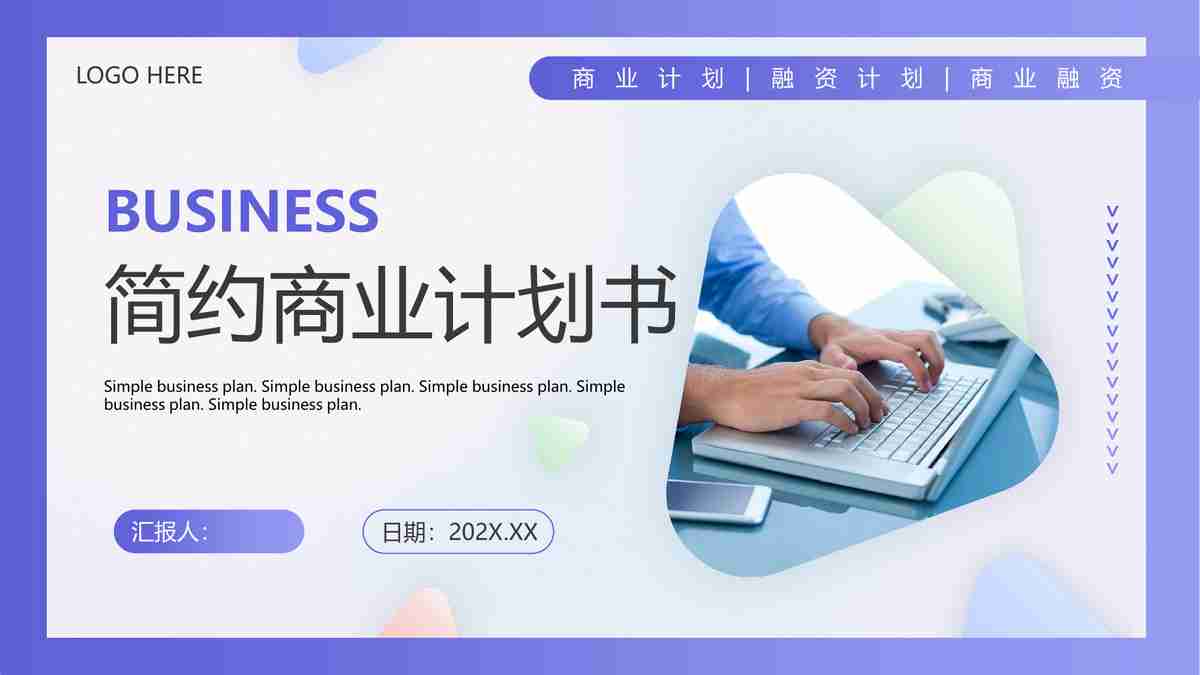 LOGO HERE
商业计划|融资计划|商业融资
BUSINESS
简约商业计划书
Simple business plan. Simple business plan. Simple business plan. Simple
business plan. Simple business plan.
汇报人：
日期：202X.XX